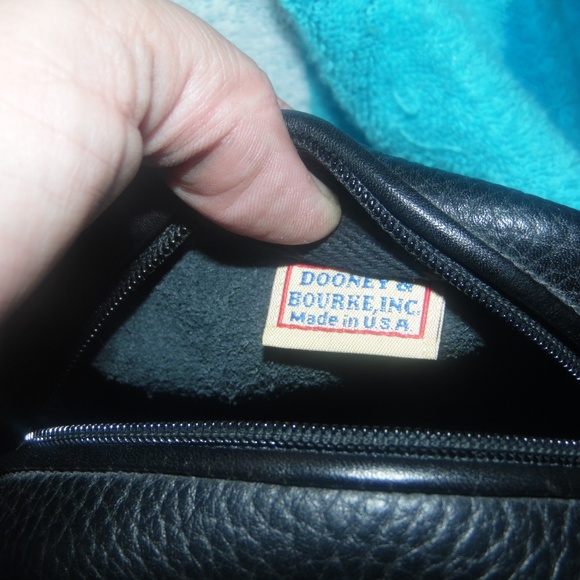 DOONEY &
BOURKE, INC.
Made in U.S.A